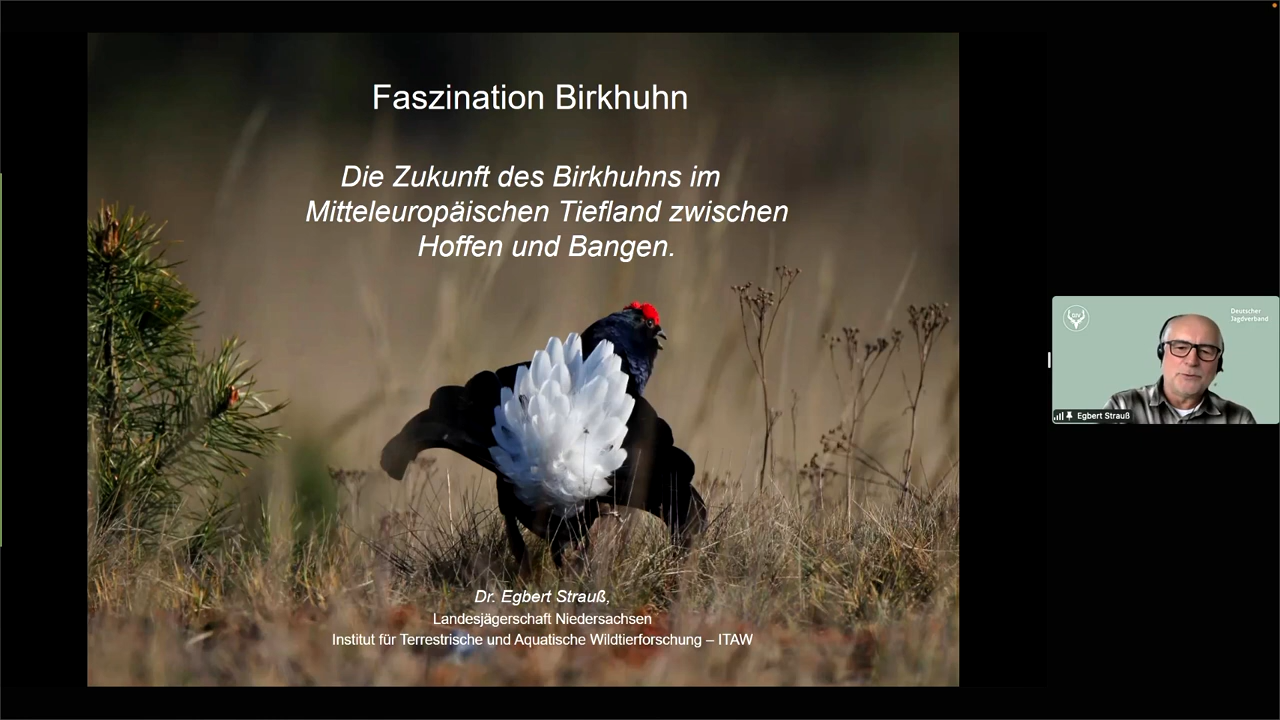 Faszination Birkhuhn
Die Zukunft des Birkhuhns im
Mitteleuropäischen Tiefland zwischen
Hoffen und Bangen.
Dr. Egbert Strauß,
Landesjägerschaft Niedersachsen
Institut für Terrestrische und Aquatische Wildtierforschung – ITAW
DJV
Deutscher
Jagdverband
Egbert Strauß